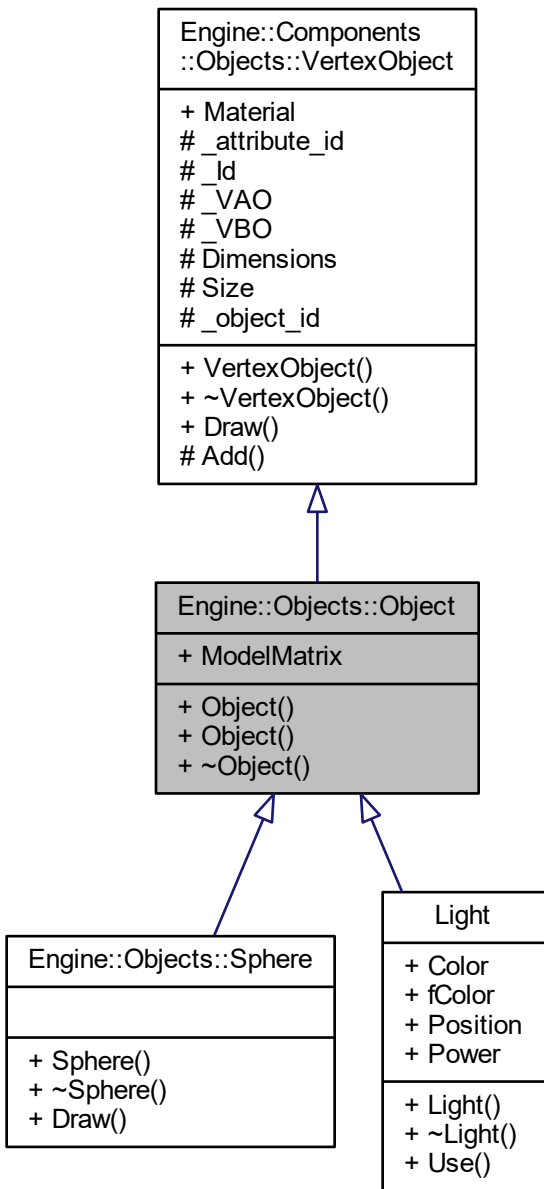 Engine::Components
::Objects::VertexObject
+ Material
# _attribute_id
# _Id
# _VAO
# _VBO
# Dimensions
# Size
# _object_id
+ VertexObject()
+ ~VertexObject()
+ Draw()
# Add()
Engine::Objects::Object
+ ModelMatrix
+ Object()
+ Object()
+ ~Object()
Engine::Objects::Sphere
+ Sphere()
+ ~Sphere()
+ Draw()
Light
+ Color
+ fColor
+ Position
+ Power
+ Light()
+ ~Light()
+ Use()